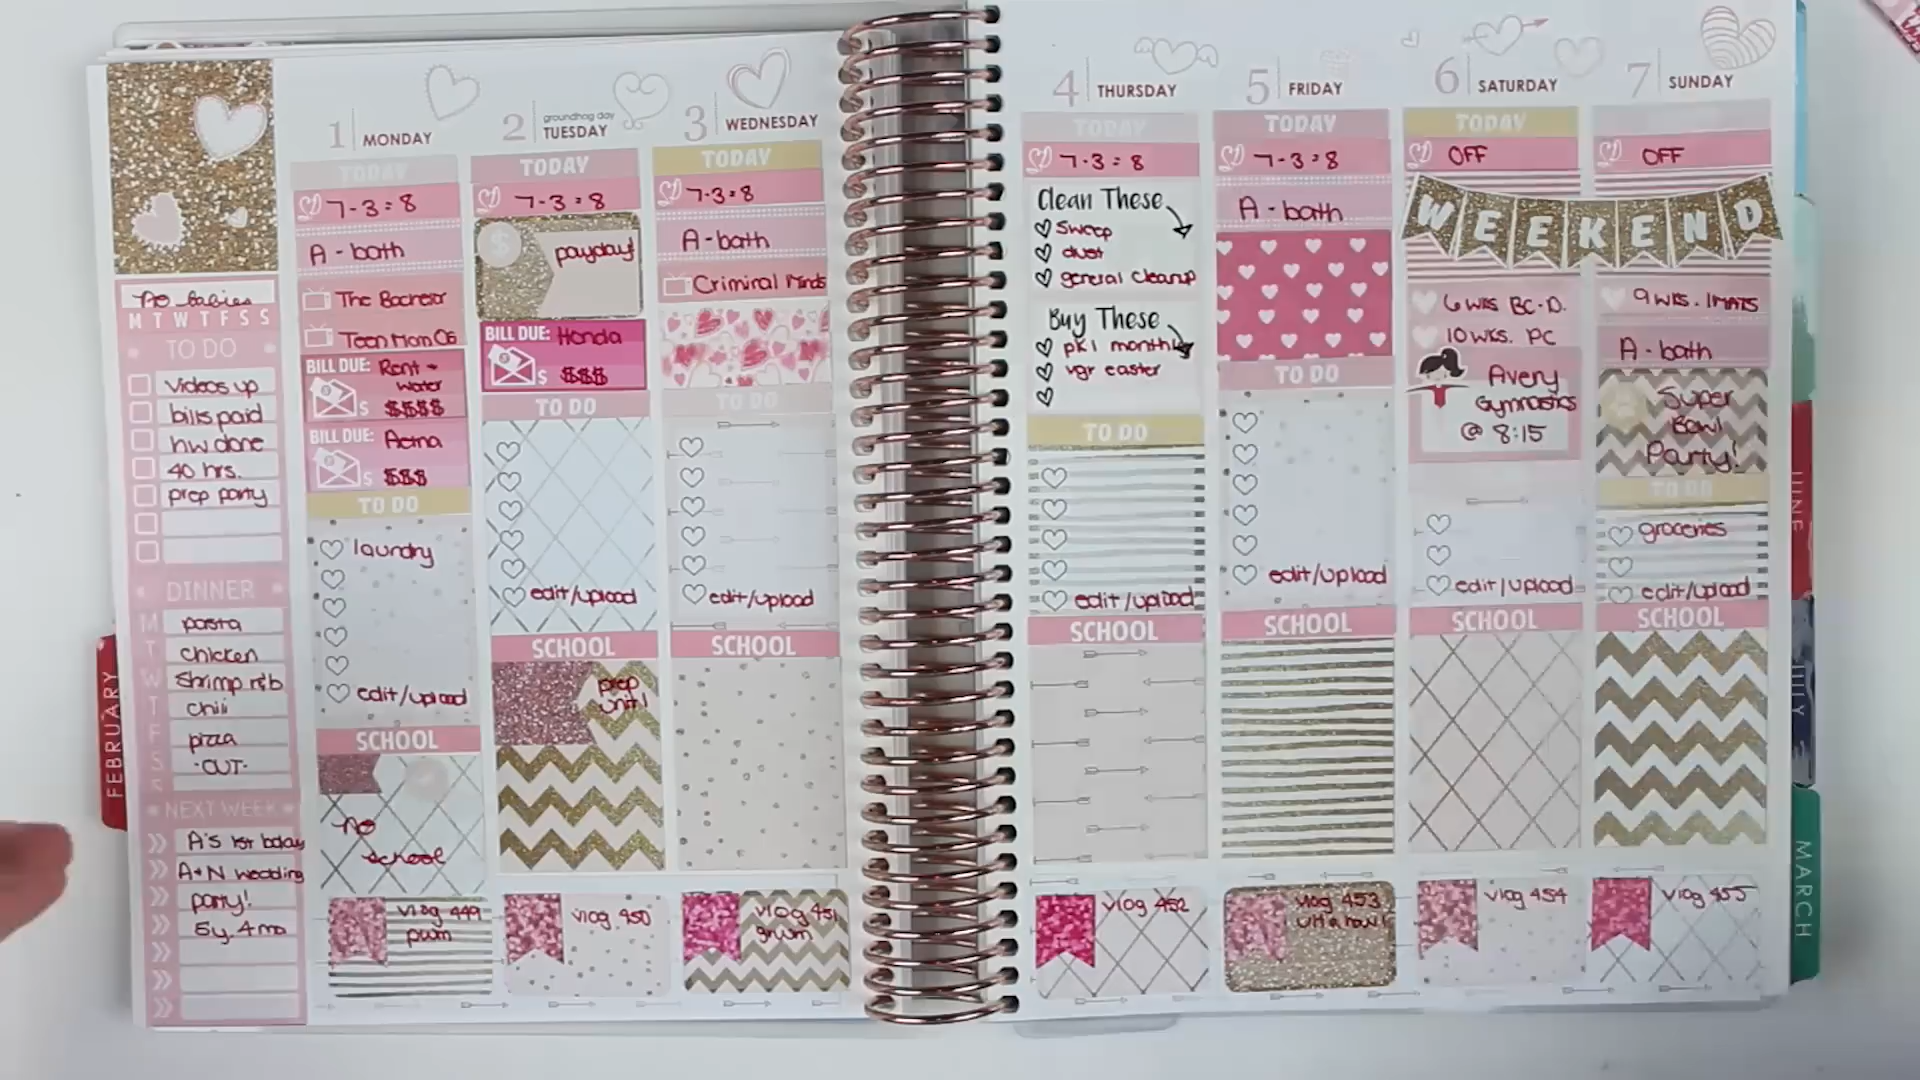 No babies
M T W T F S S
TO DO
Videos up
bills paid
hw done
40 hrs.
prep party
DINNER
M pasta
T chicken
W Shrimp r&b
T chili
F pizza
S -OUT-
S
NEXT WEEK
A's 1st bday
A+N wedding
party!
5y. 4mo
FEBRUARY
1 MONDAY
TODAY
7-3=8
A-bath
The Bachelor
Teen Mom OG
BILL DUE: Rent +
water
$ $$$$
BILL DUE: Aetna
$ $$$
TO DO
laundry
edit/upload
SCHOOL
no
school
Vlog 449
prwm
2 groundhog day
TUESDAY
TODAY
7-3=8
payday!
BILL DUE: Honda
$ $$$
TO DO
edit/upload
SCHOOL
prep
unit!
Vlog 450
3 WEDNESDAY
TODAY
7-3=8
A-bath
Criminal Minds
TO DO
edit/upload
SCHOOL
Vlog 451
grwm
4 THURSDAY
TODAY
7-3=8
Clean These
Sweep
dust
general cleanup
Buy These
pk1 monthly
vgr easter
TO DO
edit/upload
SCHOOL
Vlog 452
5 FRIDAY
TODAY
7-3=8
A-bath
TO DO
edit/upload
SCHOOL
Vlog 453
6 SATURDAY
TODAY
OFF
WEEKEND
6 wks BC-D.
10 wks. PC
Avery
Gymnastics
@ 8:15
edit/upload
SCHOOL
Vlog 454
7 SUNDAY
OFF
9 wks. IMATS
A-bath
Super
Bowl
Party!
TO DO
groceries
edit/upload
SCHOOL
Vlog 455
JUNE
JULY
MARCH